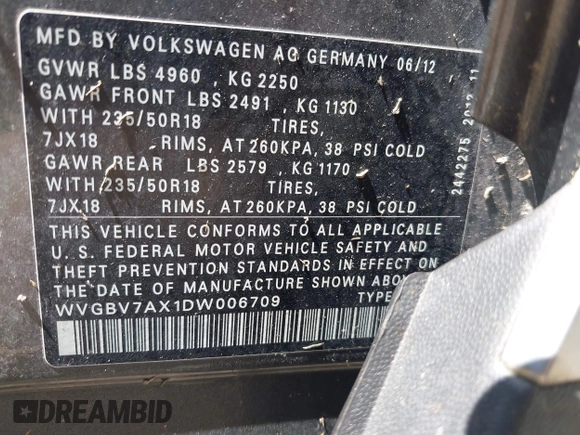 MFD BY VOLKSWAGEN AG GERMANY 06/12
GVWR LBS 4960 , KG 2250
GAWR FRONT LBS 2491 , KG 1130
WITH 235/50R18 TIRES,
7JX18 RIMS, AT 260KPA, 38 PSI COLD
GAWR REAR LBS 2579 , KG 1170
WITH 235/50R18 TIRES,
7JX18 RIMS, AT 260KPA, 38 PSI COLD
THIS VEHICLE CONFORMS TO ALL APPLICABLE
U. S. FEDERAL MOTOR VEHICLE SAFETY AND
THEFT PREVENTION STANDARDS IN EFFECT ON
THE DATE OF MANUFACTURE SHOWN ABOVE
WVGBV7AX1DW006709 TYPE
2442275 2012 11
DREAMBID